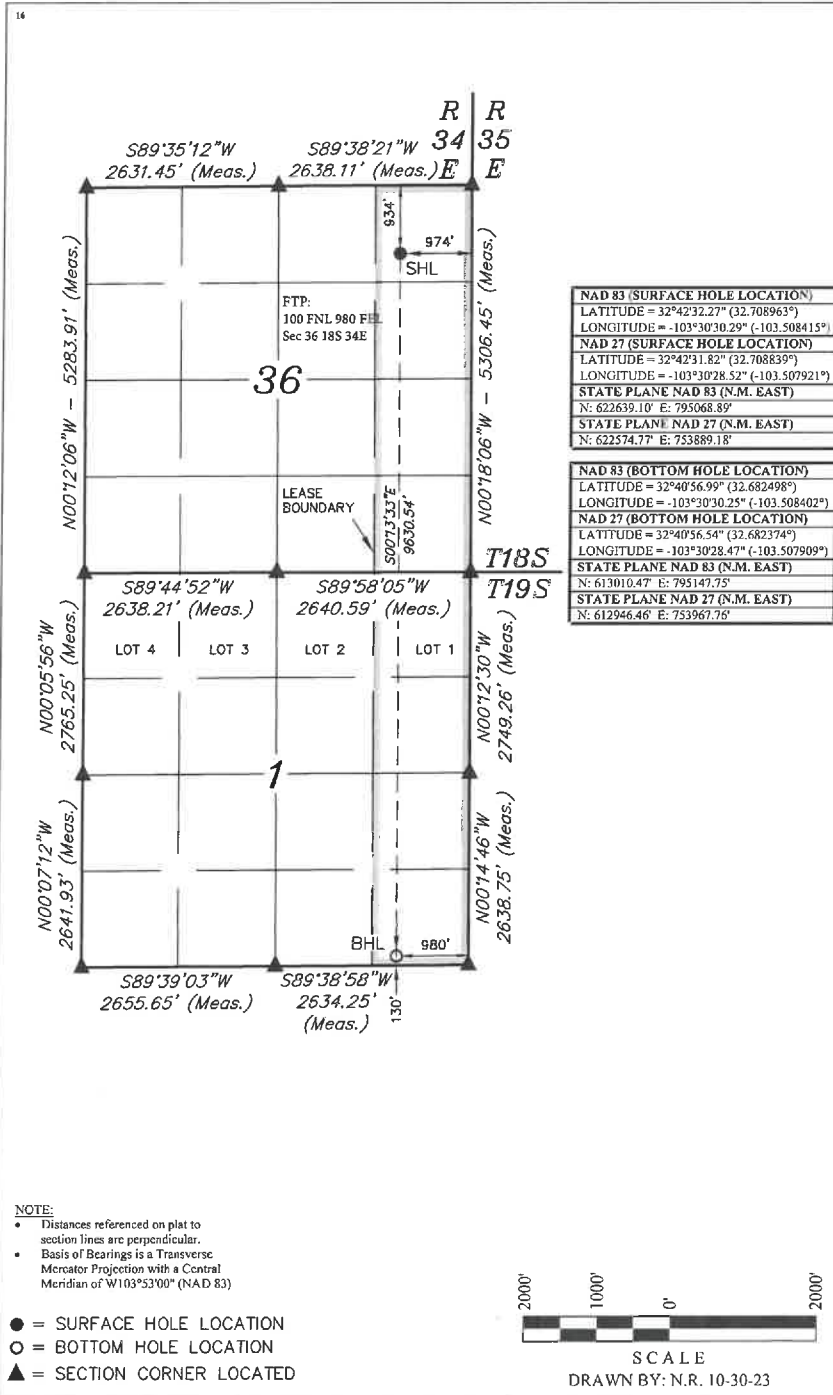 16
R R
34 35
E E
S89°35'12"W
2631.45' (Meas.)
S89°38'21"W
2638.11' (Meas.)
934'
974'
SHL
FTP:
100 FNL 980 FEL
Sec 36 18S 34E
36
N00°12'06"W - 5283.91' (Meas.)
N00°18'06"W - 5306.45' (Meas.)
LEASE
BOUNDARY
S00°13'33"E
9630.54'
T18S
T19S
S89°44'52"W
2638.21' (Meas.)
S89°58'05"W
2640.59' (Meas.)
LOT 4
LOT 3
LOT 2
LOT 1
N00°05'56"W
2765.25' (Meas.)
N00°12'30"W
2749.26' (Meas.)
1
N00°07'12"W
2641.93' (Meas.)
N00°14'46"W
2638.75' (Meas.)
BHL
980'
S89°39'03"W
2655.65' (Meas.)
S89°38'58"W
2634.25'
(Meas.)
130'
NAD 83 (SURFACE HOLE LOCATION)
LATITUDE = 32°42'32.27" (32.708963°)
LONGITUDE = -103°30'30.29" (-103.508415°)
NAD 27 (SURFACE HOLE LOCATION)
LATITUDE = 32°42'31.82" (32.708839°)
LONGITUDE = -103°30'28.52" (-103.507921°)
STATE PLANE NAD 83 (N.M. EAST)
N: 622639.10' E: 795068.89'
STATE PLANE NAD 27 (N.M. EAST)
N: 622574.77' E: 753889.18'
NAD 83 (BOTTOM HOLE LOCATION)
LATITUDE = 32°40'56.99" (32.682498°)
LONGITUDE = -103°30'30.25" (-103.508402°)
NAD 27 (BOTTOM HOLE LOCATION)
LATITUDE = 32°40'56.54" (32.682374°)
LONGITUDE = -103°30'28.47" (-103.507909°)
STATE PLANE NAD 83 (N.M. EAST)
N: 613010.47' E: 795147.75'
STATE PLANE NAD 27 (N.M. EAST)
N: 612946.46' E: 753967.76'
NOTE:
• Distances referenced on plat to
section lines are perpendicular.
• Basis of Bearings is a Transverse
Mercator Projection with a Central
Meridian of W103°53'00" (NAD 83)
● = SURFACE HOLE LOCATION
○ = BOTTOM HOLE LOCATION
▲ = SECTION CORNER LOCATED
2000'
1000'
0'
2000'
SCALE
DRAWN BY: N.R. 10-30-23